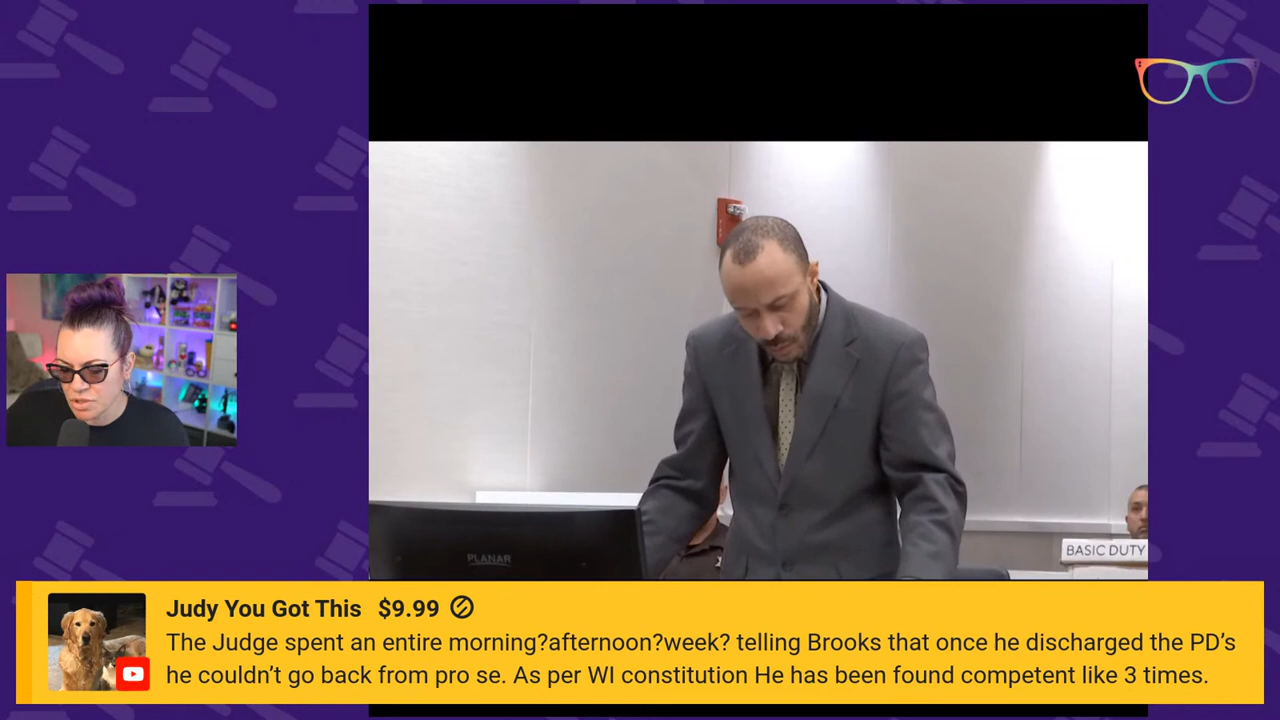 PLANAR
BASIC DUTY
Judy You Got This $9.99
The Judge spent an entire morning?afternoon?week? telling Brooks that once he discharged the PD’s
he couldn’t go back from pro se. As per WI constitution He has been found competent like 3 times.